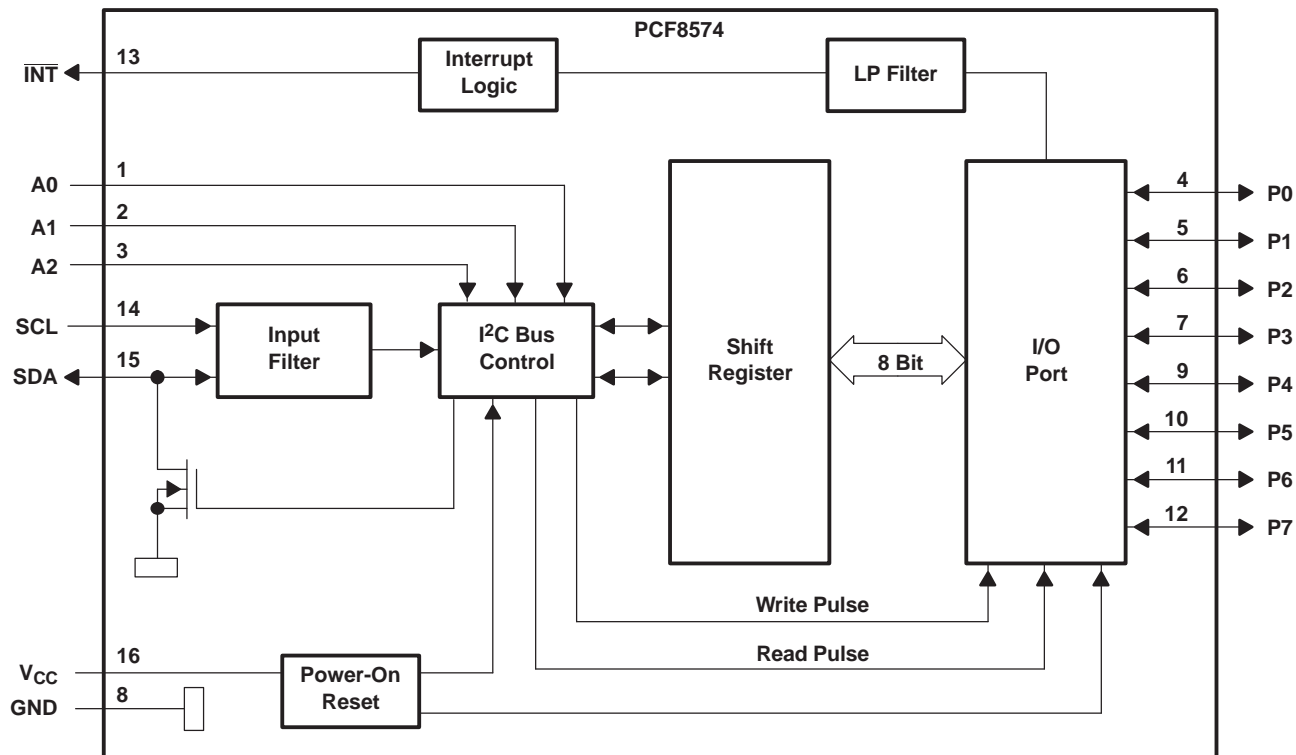 PCF8574
INT
13
Interrupt
Logic
LP Filter
A0
1
A1
2
A2
3
SCL
14
SDA
15
Input
Filter
I²C Bus
Control
Shift
Register
8 Bit
I/O
Port
4
P0
5
P1
6
P2
7
P3
9
P4
10
P5
11
P6
12
P7
Write Pulse
Read Pulse
VCC
16
GND
8
Power-On
Reset